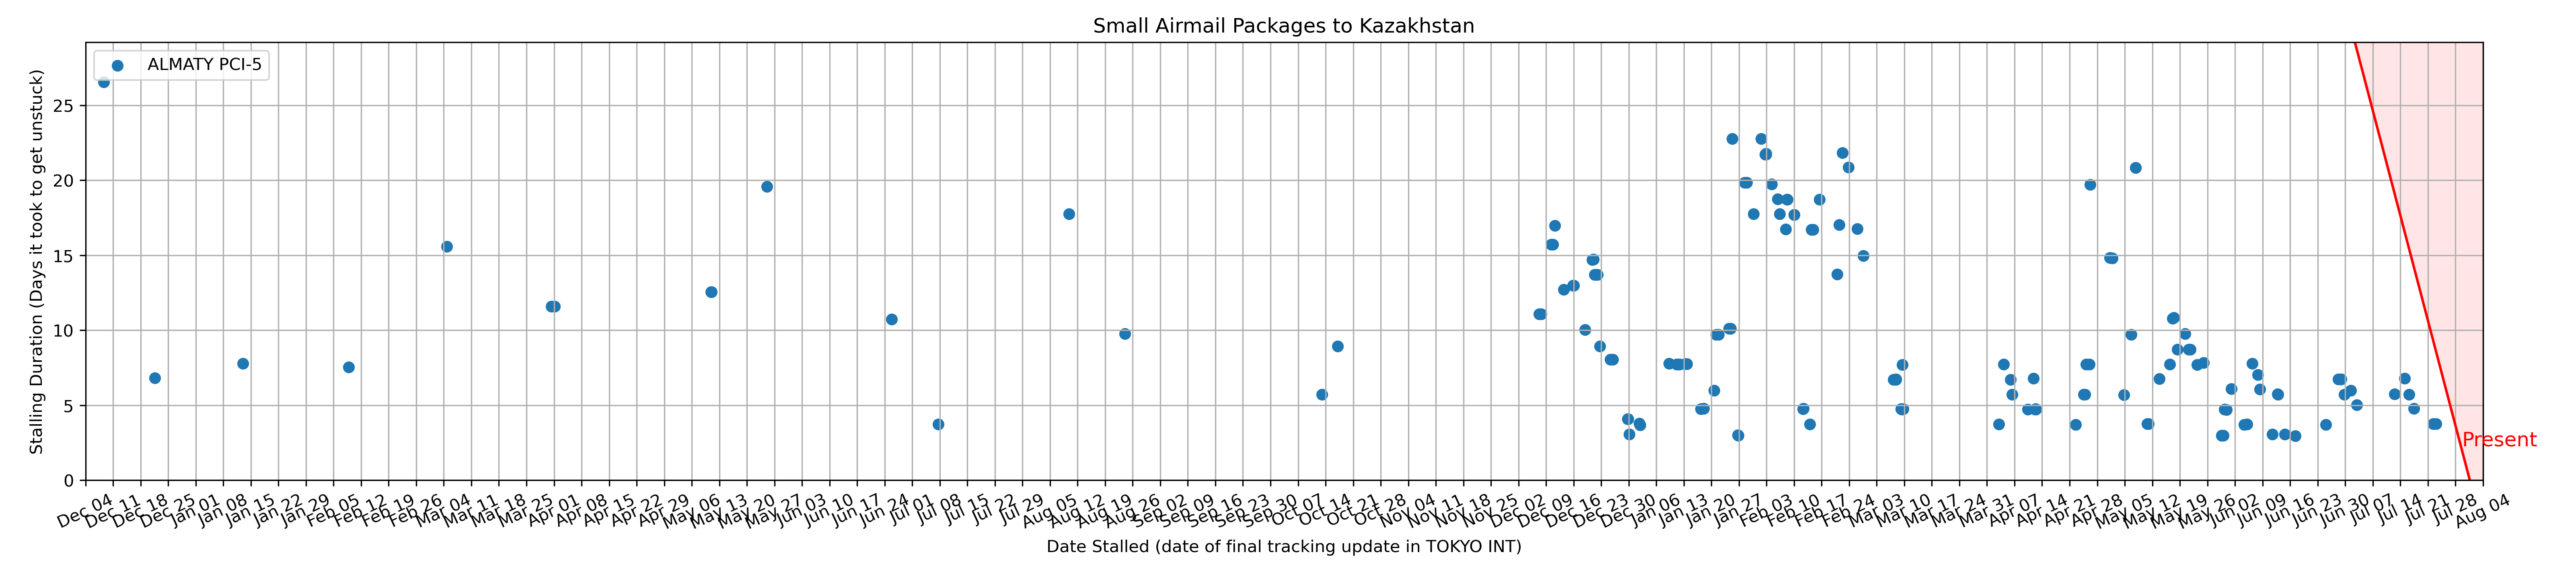 Small Airmail Packages to Kazakhstan
ALMATY PCI-5
Stalling Duration (Days it took to get unstuck)
25
20
15
10
5
0
Present
Dec 04
Dec 11
Dec 18
Dec 25
Jan 01
Jan 08
Jan 15
Jan 22
Jan 29
Feb 05
Feb 12
Feb 19
Feb 26
Mar 04
Mar 11
Mar 18
Mar 25
Apr 01
Apr 08
Apr 15
Apr 22
Apr 29
May 06
May 13
May 20
May 27
Jun 03
Jun 10
Jun 17
Jun 24
Jul 01
Jul 08
Jul 15
Jul 22
Jul 29
Aug 05
Aug 12
Aug 19
Aug 26
Sep 02
Sep 09
Sep 16
Sep 23
Sep 30
Oct 07
Oct 14
Oct 21
Oct 28
Nov 04
Nov 11
Nov 18
Nov 25
Dec 02
Dec 09
Dec 16
Dec 23
Dec 30
Jan 06
Jan 13
Jan 20
Jan 27
Feb 03
Feb 10
Feb 17
Feb 24
Mar 03
Mar 10
Mar 17
Mar 24
Mar 31
Apr 07
Apr 14
Apr 21
Apr 28
May 05
May 12
May 19
May 26
Jun 02
Jun 09
Jun 16
Jun 23
Jun 30
Jul 07
Jul 14
Jul 21
Jul 28
Aug 04
Date Stalled (date of final tracking update in TOKYO INT)